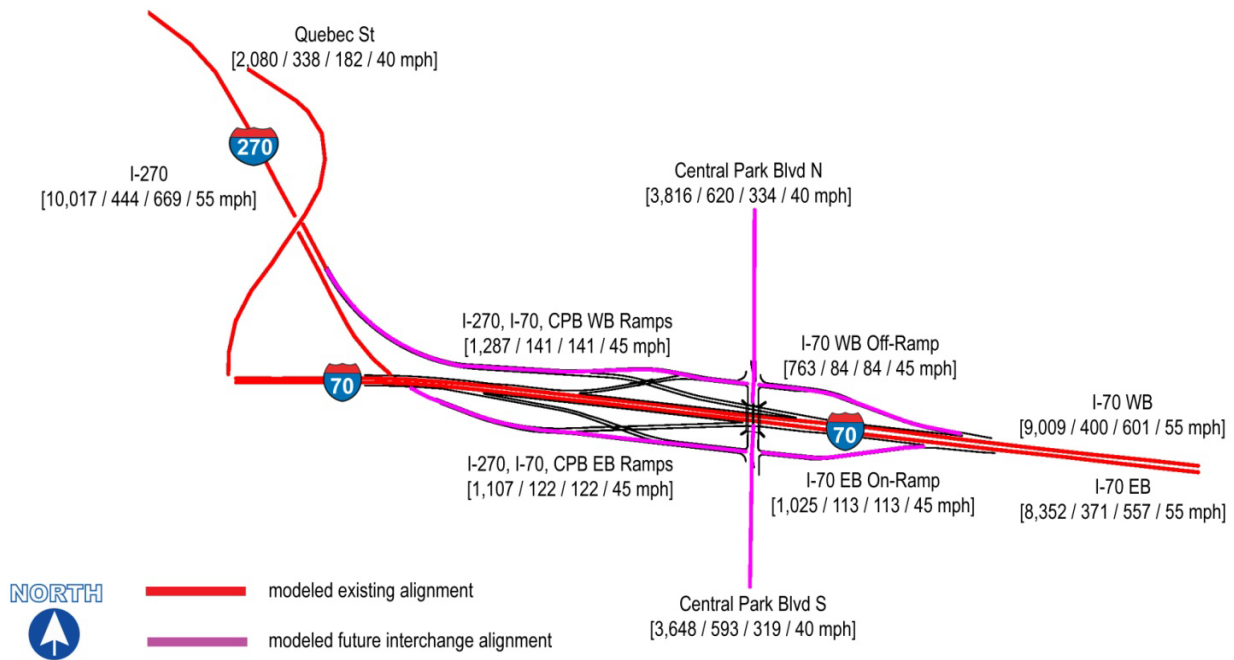 Quebec St
[2,080 / 338 / 182 / 40 mph]
270
I-270
[10,017 / 444 / 669 / 55 mph]
Central Park Blvd N
[3,816 / 620 / 334 / 40 mph]
I-270, I-70, CPB WB Ramps
[1,287 / 141 / 141 / 45 mph]
I-70 WB Off-Ramp
[763 / 84 / 84 / 45 mph]
70
70
I-70 WB
[9,009 / 400 / 601 / 55 mph]
I-270, I-70, CPB EB Ramps
[1,107 / 122 / 122 / 45 mph]
I-70 EB On-Ramp
[1,025 / 113 / 113 / 45 mph]
I-70 EB
[8,352 / 371 / 557 / 55 mph]
NORTH
modeled existing alignment
modeled future interchange alignment
Central Park Blvd S
[3,648 / 593 / 319 / 40 mph]